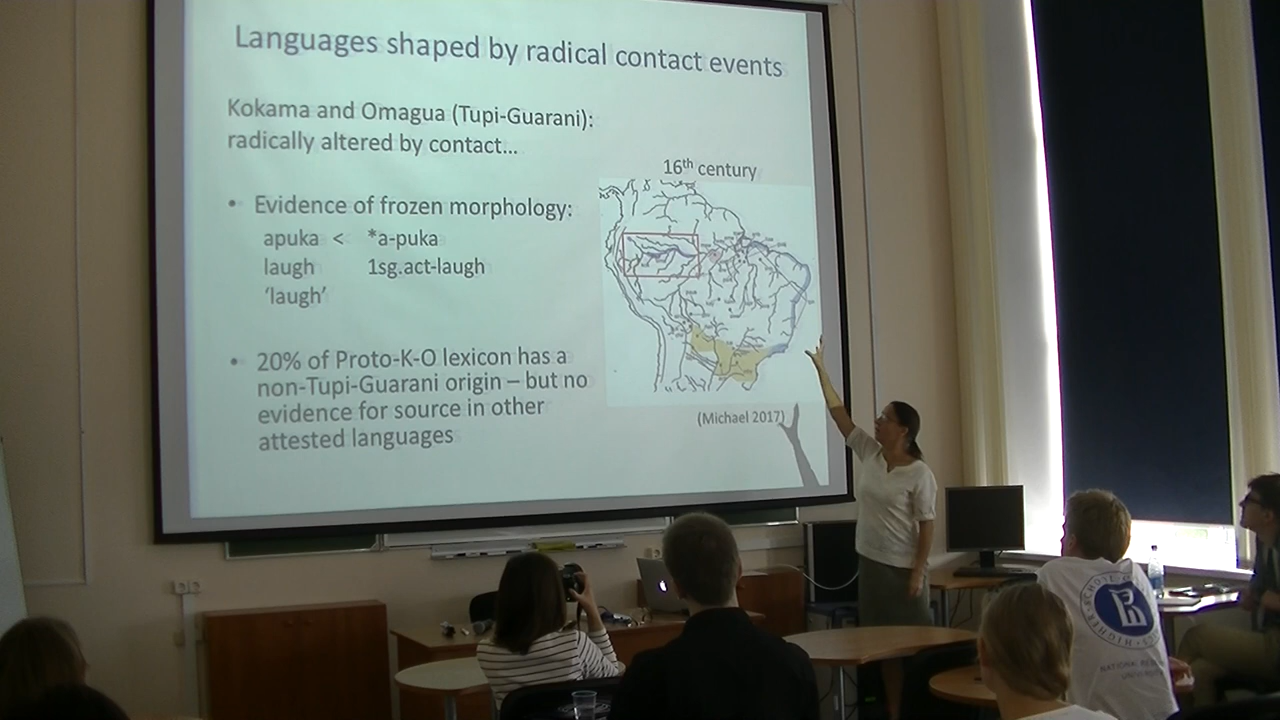 Languages shaped by radical contact events
Kokama and Omagua (Tupi-Guarani):
radically altered by contact...
16th century
• Evidence of frozen morphology:
apuka < *a-puka
laugh 1sg.act-laugh
'laugh'
• 20% of Proto-K-O lexicon has a
non-Tupi-Guarani origin – but no
evidence for source in other
attested languages
(Michael 2017)
HIGHER SCHOOL
NATIONAL